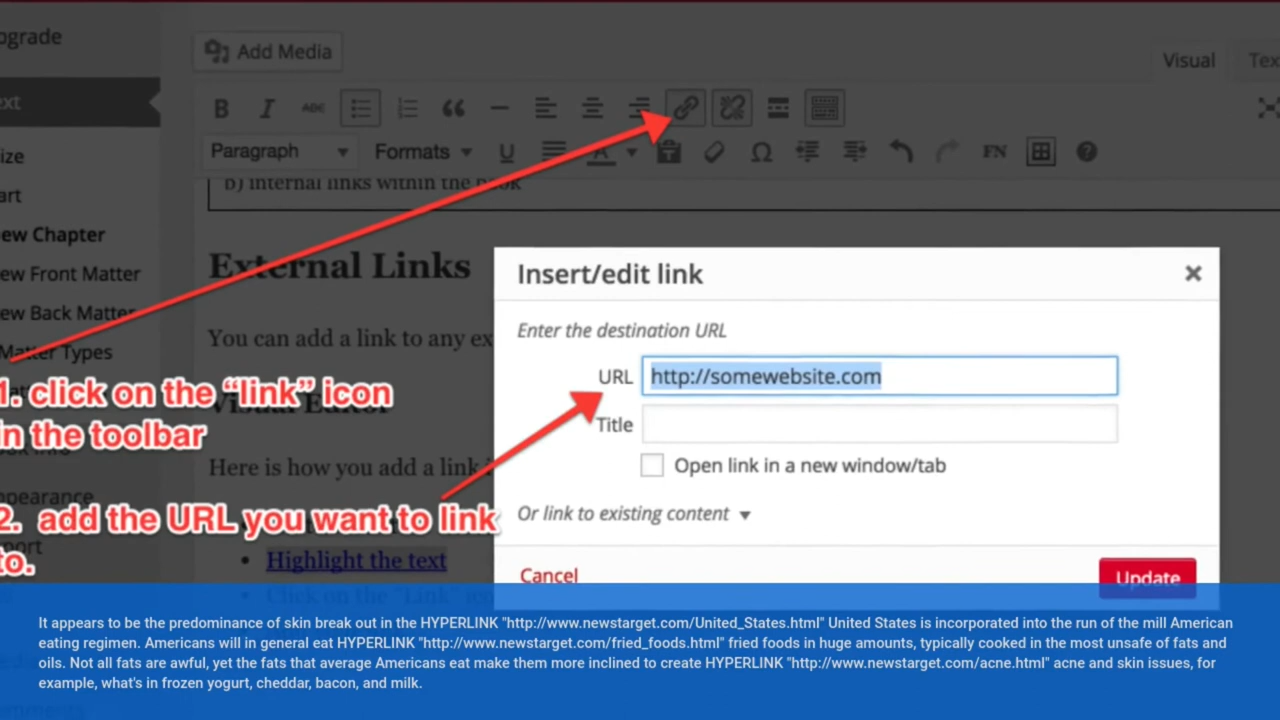 pgrade
Add Media
Visual
Tex
ext
B I ABC
Paragraph
Formats
U
A
Ω
FN
?
ize
art
b) internal links within the book
ew Chapter
External Links
Insert/edit link
ew Front Matter
ew Back Matter
Enter the destination URL
You can add a link to any ex
Matter Types
URL http://somewebsite.com
1. click on the “link” icon
in the toolbar
Visual Editor
Title
Open link in a new window/tab
Here is how you add a link i
ppearance
Or link to existing content
2. add the URL you want to link
to.
port
Highlight the text
Click on the "Link" ico
Cancel
Update
It appears to be the predominance of skin break out in the HYPERLINK "http://www.newstarget.com/United_States.html" United States is incorporated into the run of the mill American
eating regimen. Americans will in general eat HYPERLINK "http://www.newstarget.com/fried_foods.html" fried foods in huge amounts, typically cooked in the most unsafe of fats and
oils. Not all fats are awful, yet the fats that average Americans eat make them more inclined to create HYPERLINK "http://www.newstarget.com/acne.html" acne and skin issues, for
example, what's in frozen yogurt, cheddar, bacon, and milk.